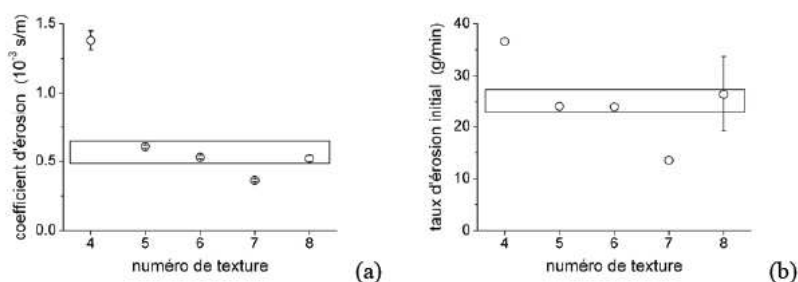 coefficient d'érosion (10⁻³ s/m)
1.5
1.0
0.5
0.0
4 5 6 7 8
numéro de texture
(a)
taux d'érosion initial (g/min)
40
30
20
10
0
4 5 6 7 8
numéro de texture
(b)